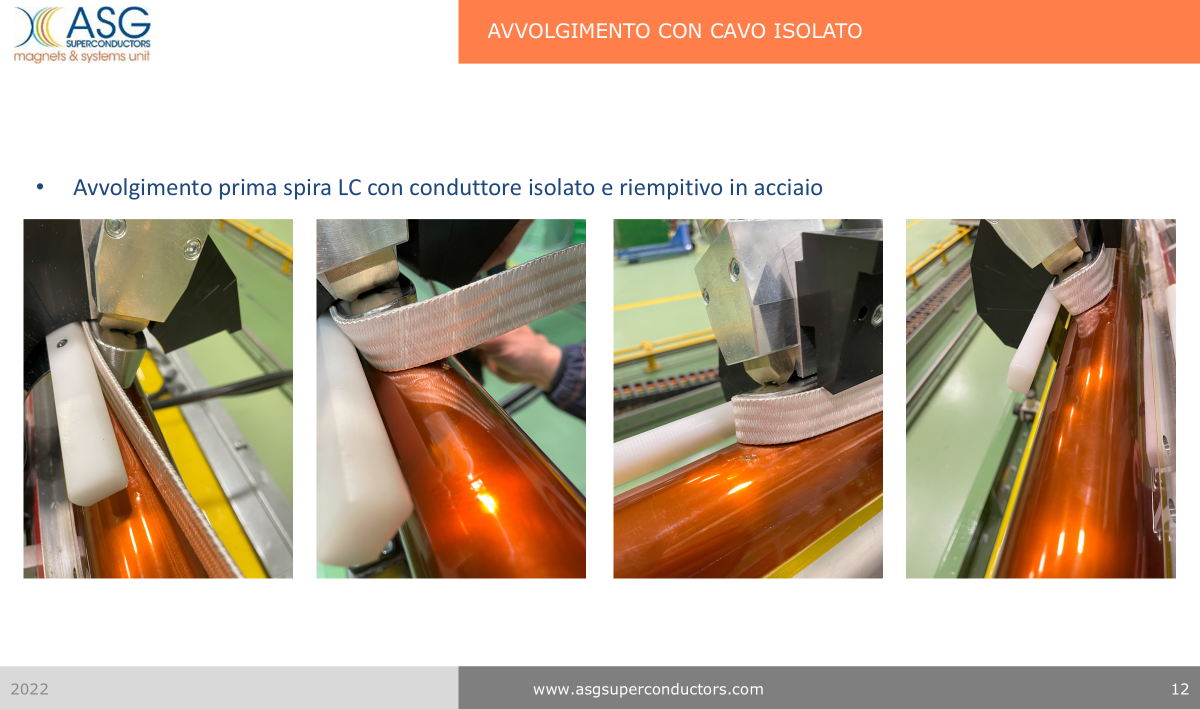 ASG
SUPERCONDUCTORS
magnets & systems unit
AVVOLGIMENTO CON CAVO ISOLATO
• Avvolgimento prima spira LC con conduttore isolato e riempitivo in acciaio
2022
www.asgsuperconductors.com
12